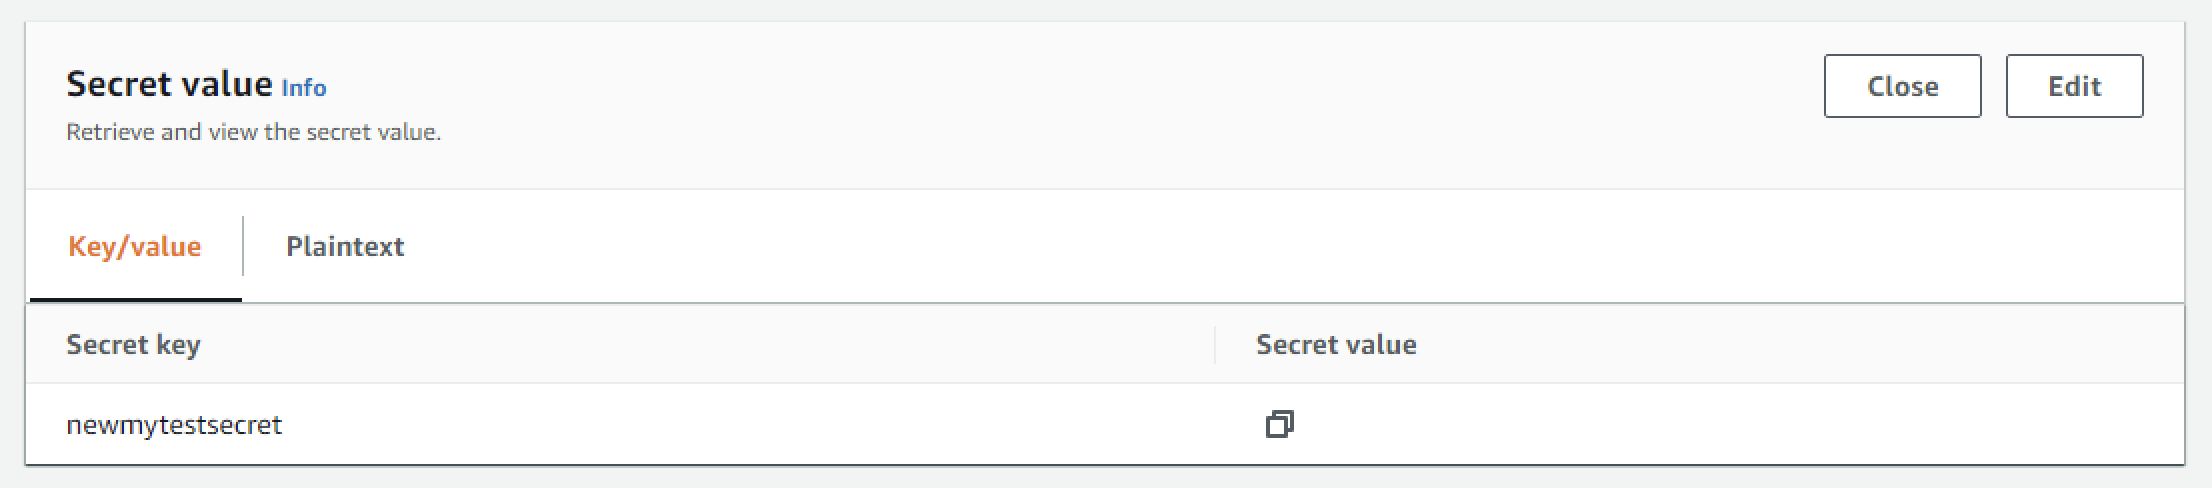 Secret value Info
Close
Edit
Retrieve and view the secret value.
Key/value
Plaintext
Secret key
Secret value
newmytestsecret